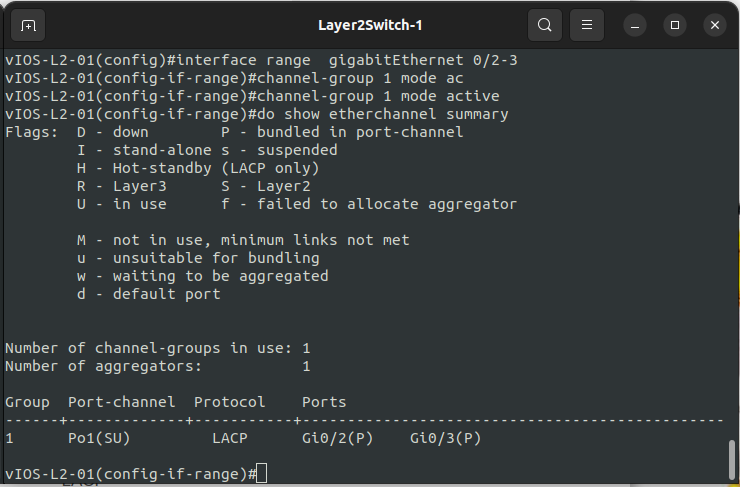 Layer2Switch-1
vIOS-L2-01(config)#interface range  gigabitEthernet 0/2-3
vIOS-L2-01(config-if-range)#channel-group 1 mode ac
vIOS-L2-01(config-if-range)#channel-group 1 mode active
vIOS-L2-01(config-if-range)#do show etherchannel summary
Flags:  D - down        P - bundled in port-channel
        I - stand-alone s - suspended
        H - Hot-standby (LACP only)
        R - Layer3      S - Layer2
        U - in use      f - failed to allocate aggregator

        M - not in use, minimum links not met
        u - unsuitable for bundling
        w - waiting to be aggregated
        d - default port


Number of channel-groups in use: 1
Number of aggregators:           1

Group  Port-channel  Protocol    Ports
------+-------------+-----------+-----------------------------------------------
1      Po1(SU)         LACP      Gi0/2(P)    Gi0/3(P)

vIOS-L2-01(config-if-range)#